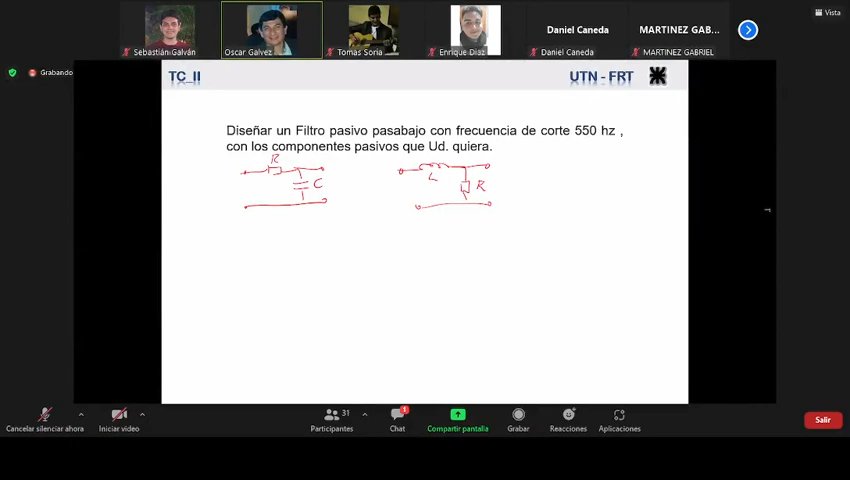 Vista
Sebastián Galván
Oscar Galvez
Tomas Soria
Enrique Diaz
Daniel Caneda
Daniel Caneda
MARTINEZ GAB...
MARTINEZ GABRIEL
Grabando
TC_II
UTN - FRT
Diseñar un Filtro pasivo pasabajo con frecuencia de corte 550 hz ,
con los componentes pasivos que Ud. quiera.
R
C
L
R
31
1
Cancelar silenciar ahora
Iniciar video
Participantes
Chat
Compartir pantalla
Grabar
Reacciones
Aplicaciones
Salir